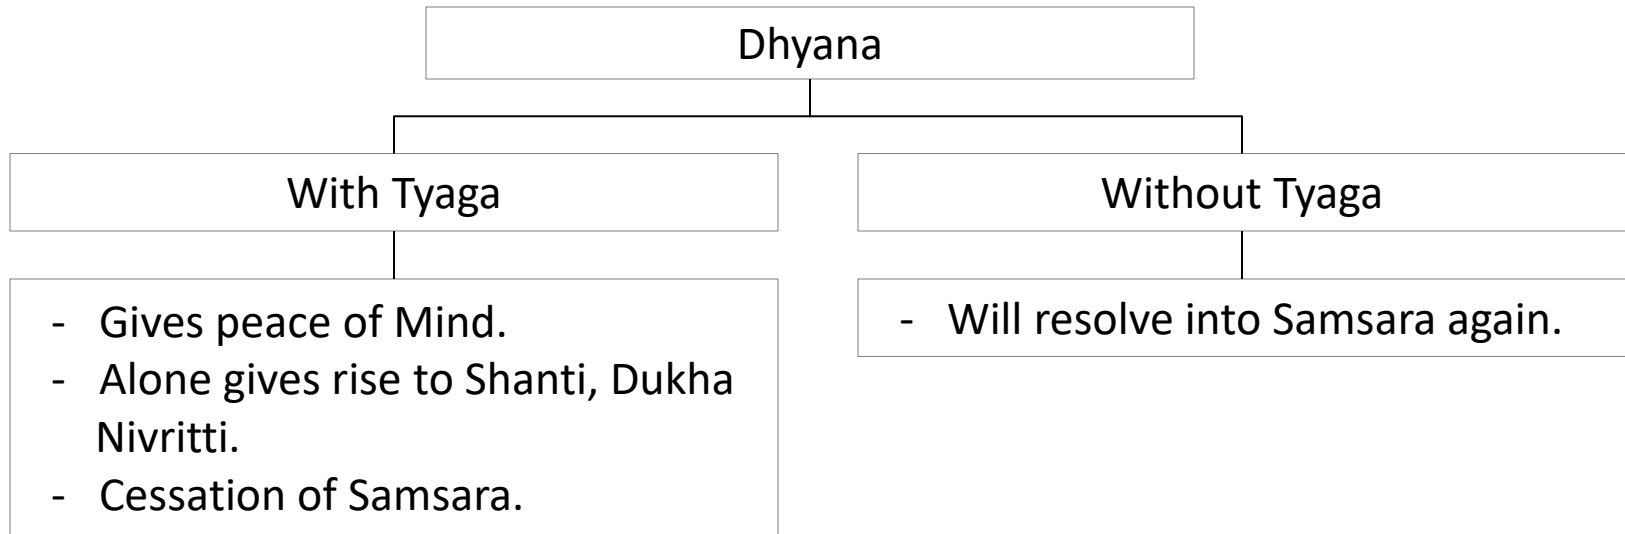 Dhyana
With Tyaga
Without Tyaga
- Gives peace of Mind.
- Alone gives rise to Shanti, Dukha
Nivritti.
- Cessation of Samsara.
- Will resolve into Samsara again.